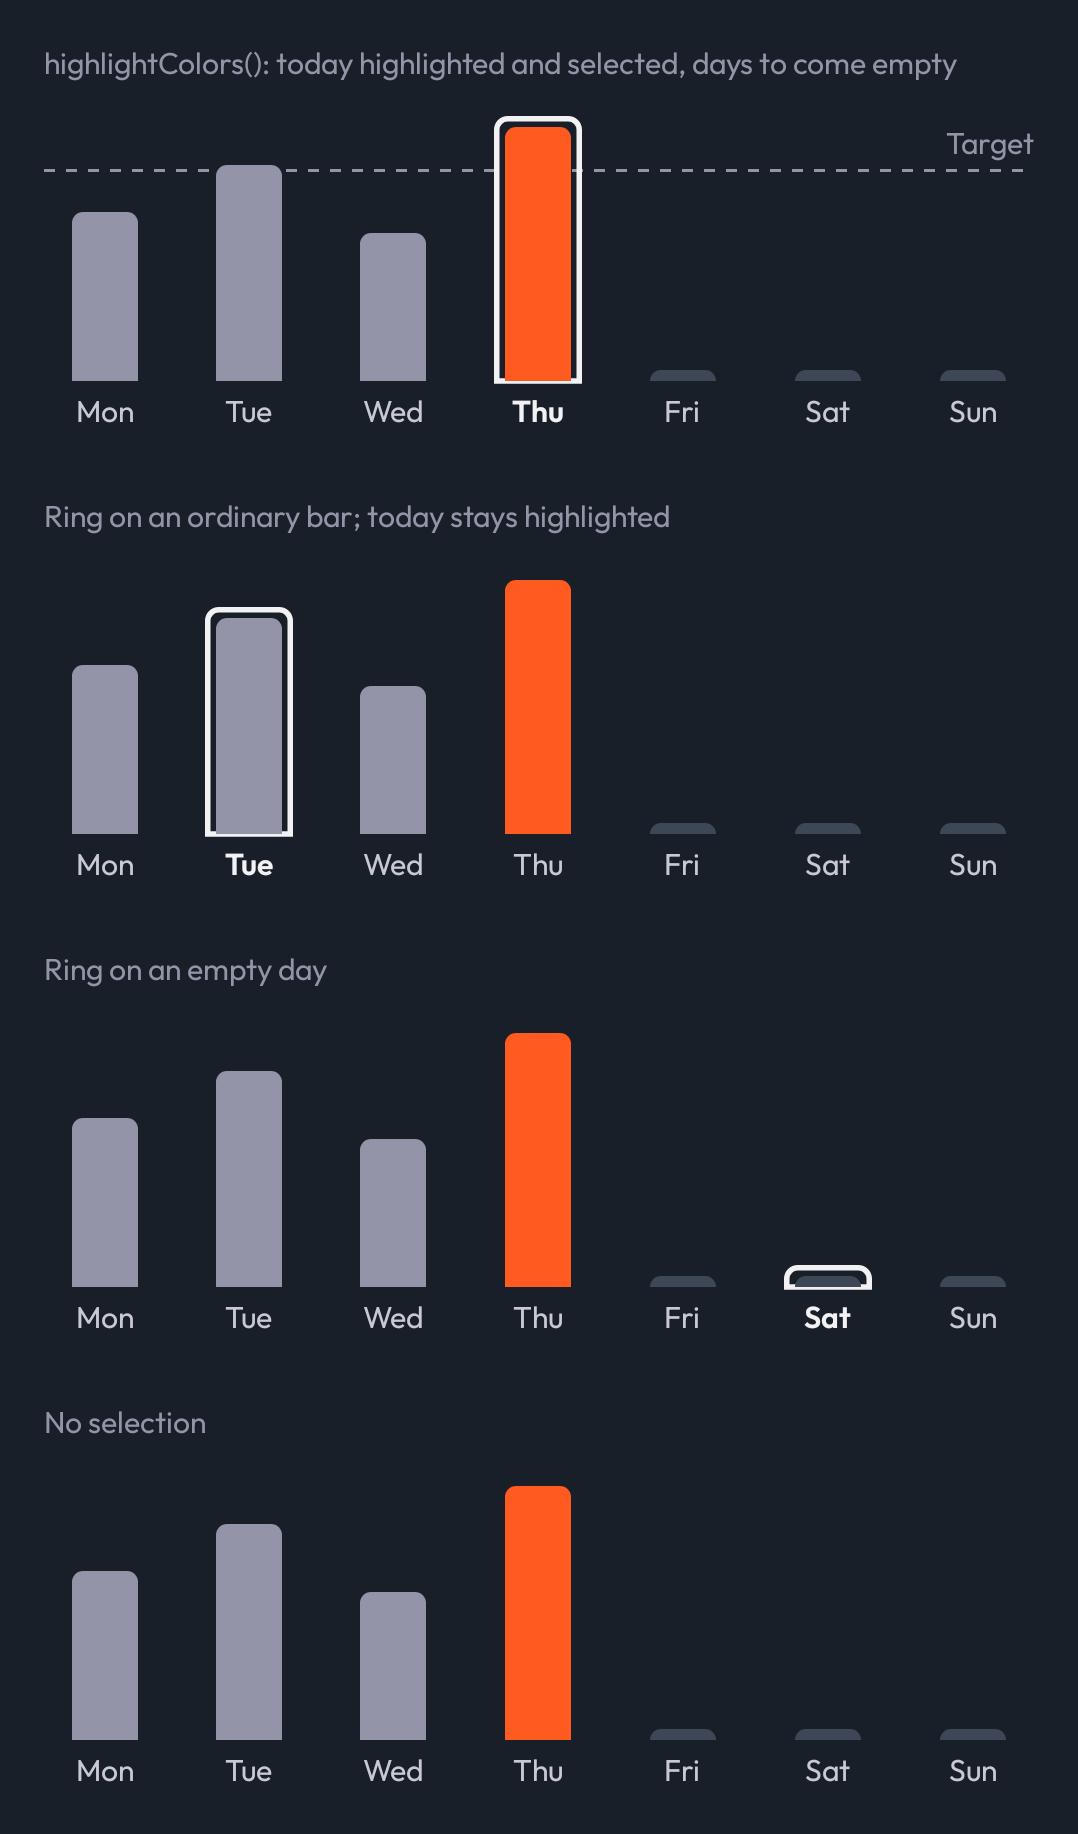 highlightColors(): today highlighted and selected, days to come empty
Target
Mon Tue Wed Thu Fri Sat Sun
Ring on an ordinary bar; today stays highlighted
Mon Tue Wed Thu Fri Sat Sun
Ring on an empty day
Mon Tue Wed Thu Fri Sat Sun
No selection
Mon Tue Wed Thu Fri Sat Sun